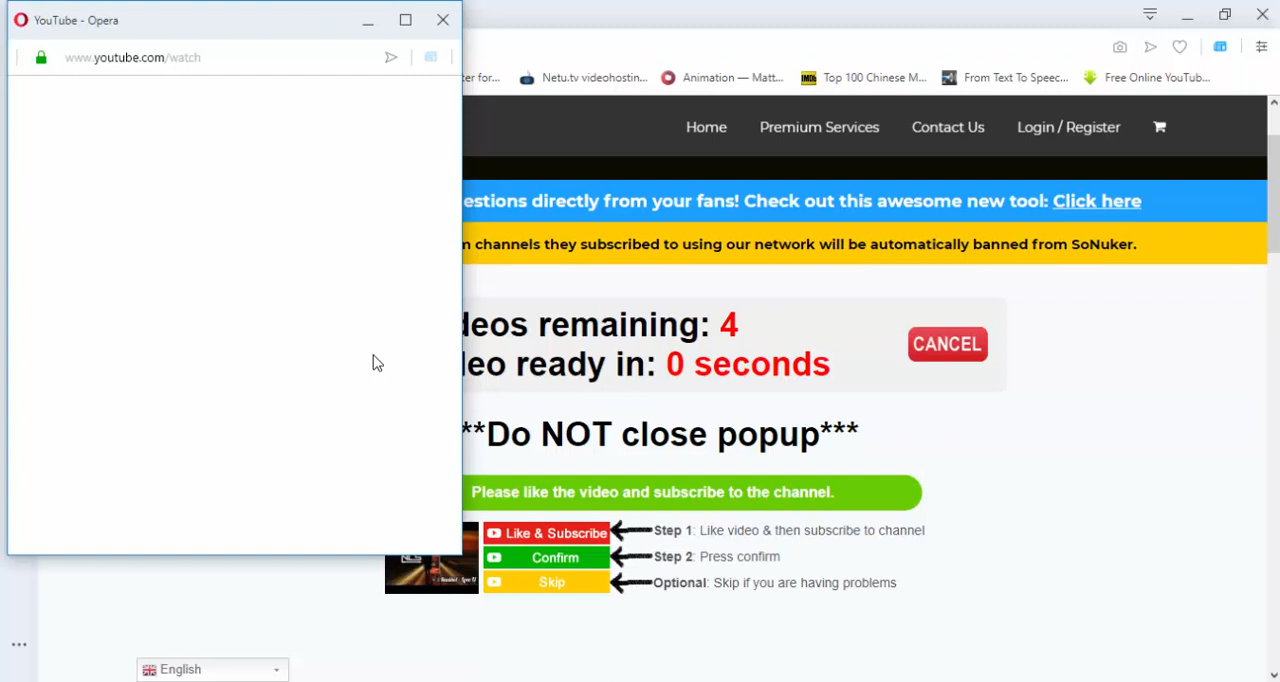 YouTube - Opera
www.youtube.com/watch
ter for...
Netu.tv videohostin...
Animation — Matt...
IMDb
Top 100 Chinese M...
From Text To Speec...
Free Online YouTub...
Home
Premium Services
Contact Us
Login / Register
estions directly from your fans! Check out this awesome new tool: Click here
channels they subscribed to using our network will be automatically banned from SoNuker.
deos remaining: 4
CANCEL
leo ready in: 0 seconds
**Do NOT close popup***
Please like the video and subscribe to the channel.
Like & Subscribe
Step 1: Like video & then subscribe to channel
Confirm
Step 2: Press confirm
Skip
Optional: Skip if you are having problems
English